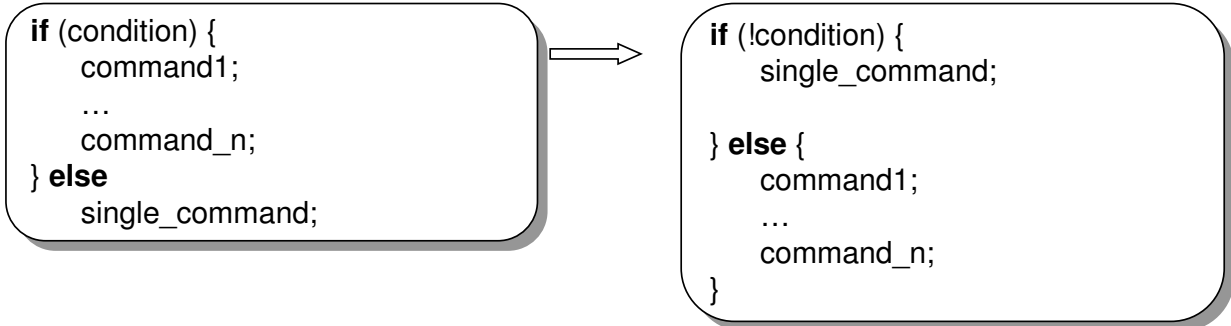 if (condition) {
command1;
…
command_n;
} else
single_command;
if (!condition) {
single_command;
} else {
command1;
…
command_n;
}